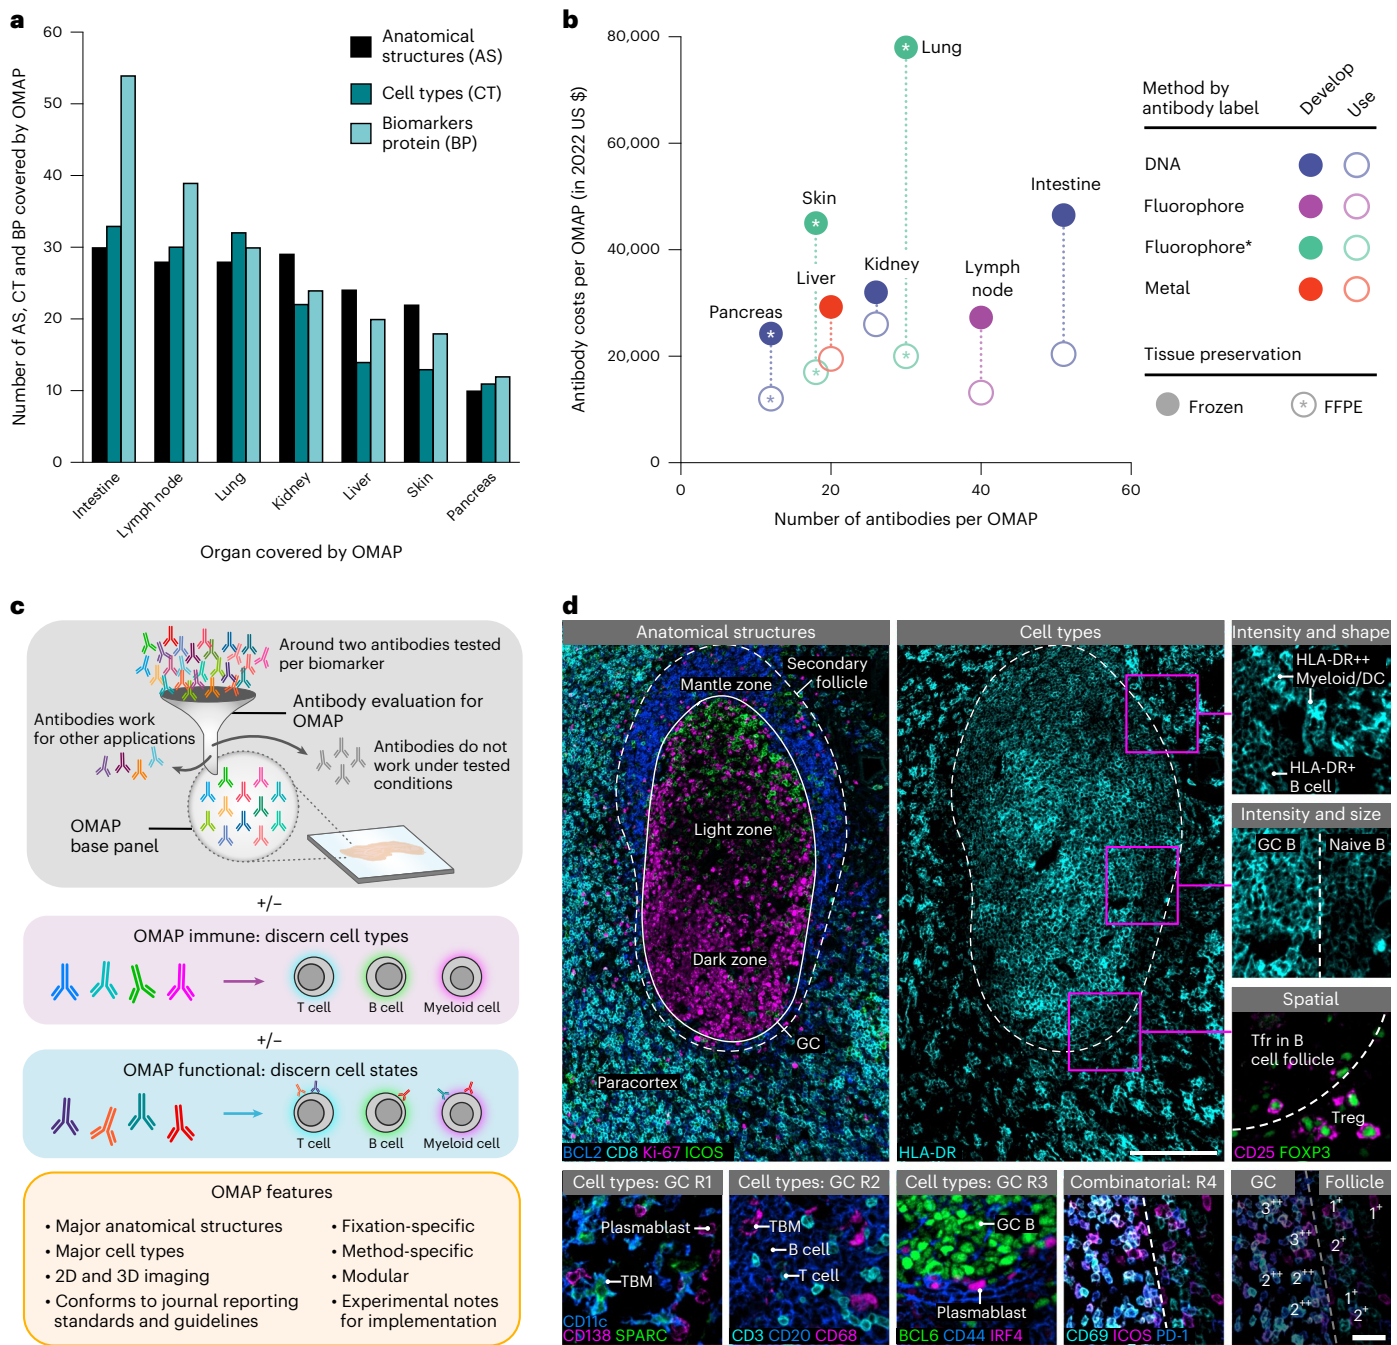 a
60
50
40
30
20
10
0
Number of AS, CT and BP covered by OMAP
Anatomical
structures (AS)
Cell types (CT)
Biomarkers
protein (BP)
Intestine
Lymph node
Lung
Kidney
Liver
Skin
Pancreas
Organ covered by OMAP
b
80,000
60,000
40,000
20,000
0
Antibody costs per OMAP (in 2022 US $)
* Lung
Skin
*
Intestine
Kidney
Liver
Lymph
node
Pancreas
*
*
*
*
0
20
40
60
Number of antibodies per OMAP
Method by
antibody label
Develop
Use
DNA
Fluorophore
Fluorophore*
Metal
Tissue preservation
Frozen
* FFPE
c
Around two antibodies tested
per biomarker
Antibody evaluation for
OMAP
Antibodies work
for other applications
Antibodies do not
work under tested
conditions
OMAP
base panel
+/−
OMAP immune: discern cell types
T cell
B cell
Myeloid cell
+/−
OMAP functional: discern cell states
T cell
B cell
Myeloid cell
OMAP features
• Major anatomical structures
• Major cell types
• 2D and 3D imaging
• Conforms to journal reporting
standards and guidelines
• Fixation-specific
• Method-specific
• Modular
• Experimental notes
for implementation
d
Anatomical structures
Secondary
follicle
Mantle zone
Light zone
Dark zone
GC
Paracortex
BCL2 CD8 Ki-67 ICOS
Cell types
HLA-DR
Intensity and shape
HLA-DR++
Myeloid/DC
HLA-DR+
B cell
Intensity and size
GC B
Naive B
Spatial
Tfr in B
cell follicle
Treg
CD25 FOXP3
Cell types: GC R1
Plasmablast
TBM
CD11c
CD138 SPARC
Cell types: GC R2
TBM
B cell
T cell
CD3 CD20 CD68
Cell types: GC R3
GC B
Plasmablast
BCL6 CD44 IRF4
Combinatorial: R4
CD69 ICOS PD-1
GC
Follicle
3++
1+
1+
3++
2+
2++
2++
1+
2++
2+